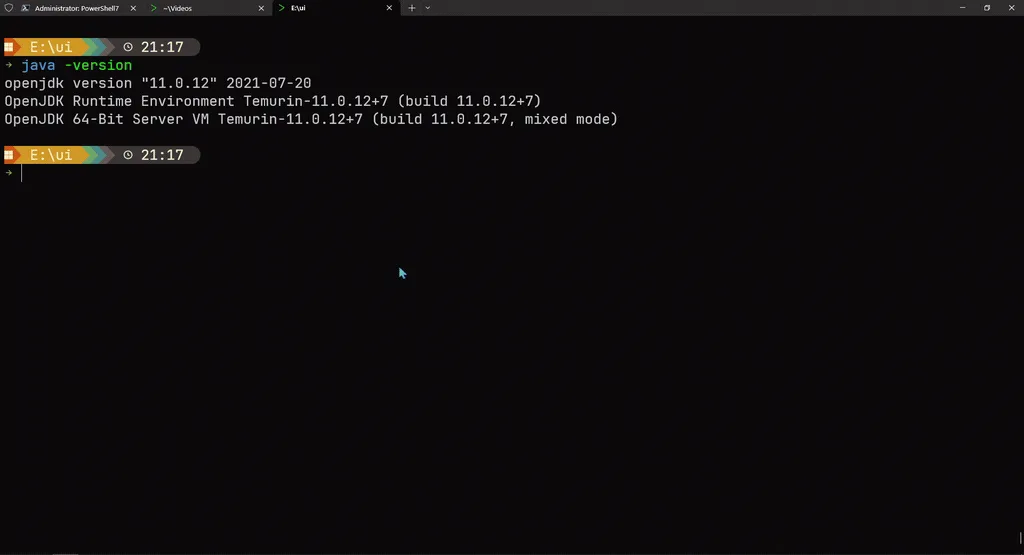 Administrator: PowerShell7
~\Videos
E:\ui
E:\ui 21:17
→ java -version
openjdk version "11.0.12" 2021-07-20
OpenJDK Runtime Environment Temurin-11.0.12+7 (build 11.0.12+7)
OpenJDK 64-Bit Server VM Temurin-11.0.12+7 (build 11.0.12+7, mixed mode)
E:\ui 21:17
→